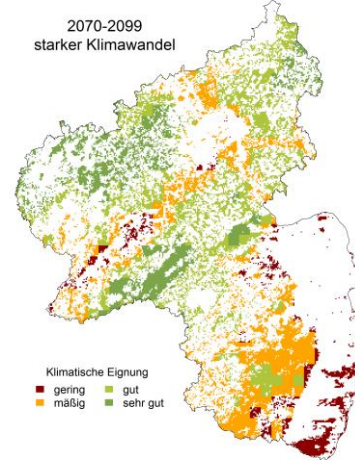 2070-2099
starker Klimawandel
Klimatische Eignung
gering gut
mäßig sehr gut